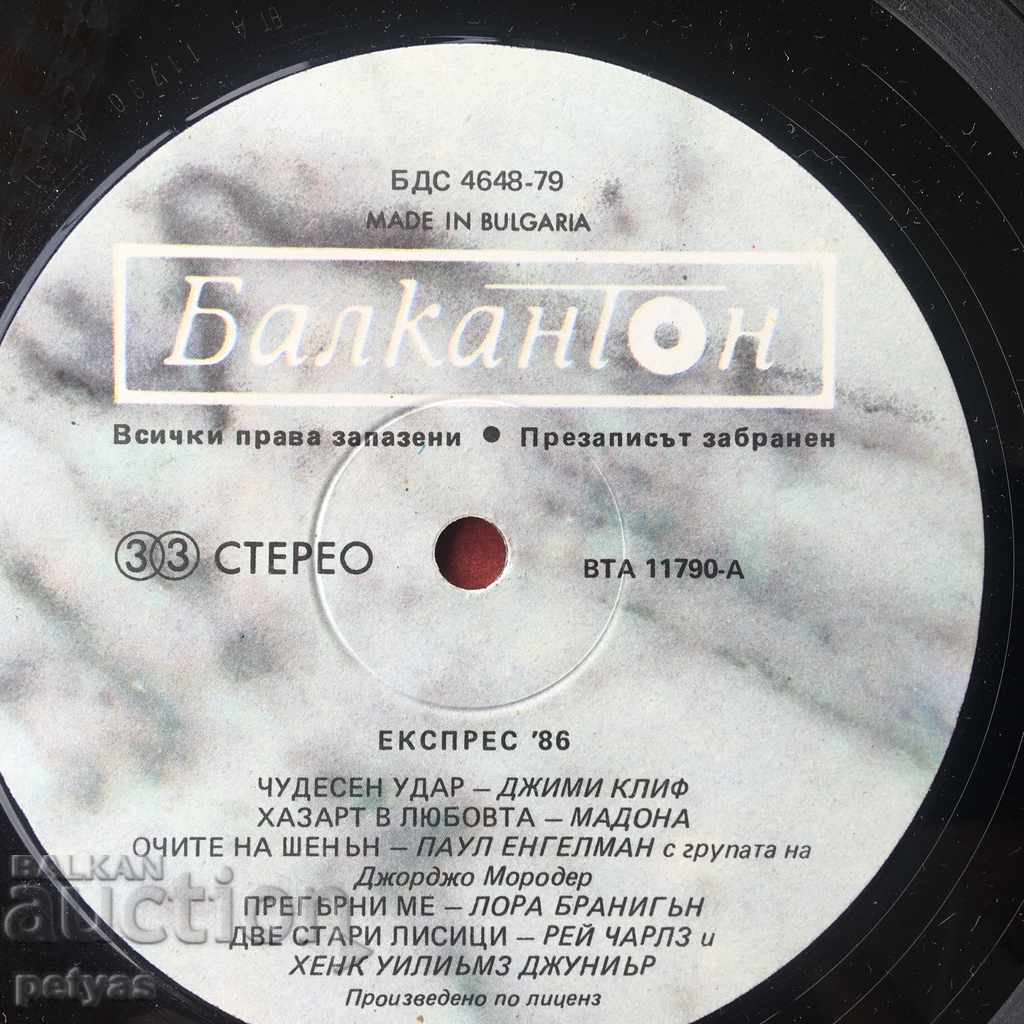 БДС 4648-79
MADE IN BULGARIA
Балкантон
Всички права запазени • Презаписът забранен
33 СТЕРЕО
ВТА 11790-А
ЕКСПРЕС '86
ЧУДЕСЕН УДАР – ДЖИМИ КЛИФ
ХАЗАРТ В ЛЮБОВТА – МАДОНА
ОЧИТЕ НА ШЕНЪН – ПАУЛ ЕНГЕЛМАН с групата на
Джорджо Мородер
ПРЕГЪРНИ МЕ – ЛОРА БРАНИГЪН
ДВЕ СТАРИ ЛИСИЦИ – РЕЙ ЧАРЛЗ и
ХЕНК УИЛИЪМЗ ДЖУНИЪР
Произведено по лиценз
BALKAN
auction
petyas